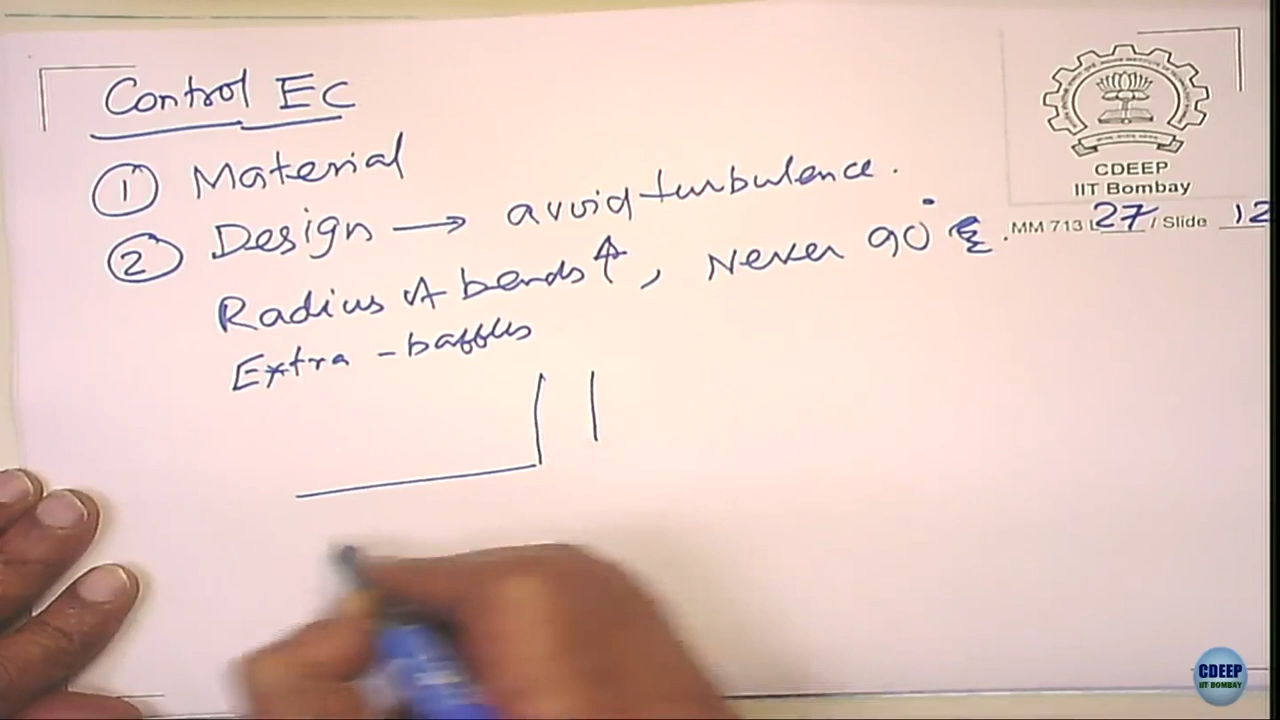 Control EC
① Material
② Design → avoid turbulence.
Radius of bends ↑, Never 90°
Extra - baffles
CDEEP
IIT Bombay
MM 713 L 27 / Slide 12
CDEEP
IIT BOMBAY